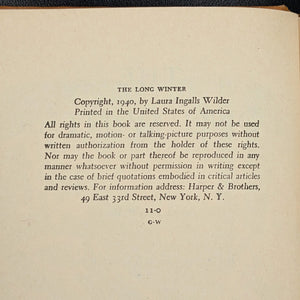 THE LONG WINTER
Copyright, 1940, by Laura Ingalls Wilder
Printed in the United States of America
All rights in this book are reserved. It may not be used
for dramatic, motion- or talking-picture purposes without
written authorization from the holder of these rights.
Nor may the book or part thereof be reproduced in any
manner whatsoever without permission in writing except
in the case of brief quotations embodied in critical articles
and reviews. For information address: Harper & Brothers,
49 East 33rd Street, New York, N. Y.
11-0
G-W